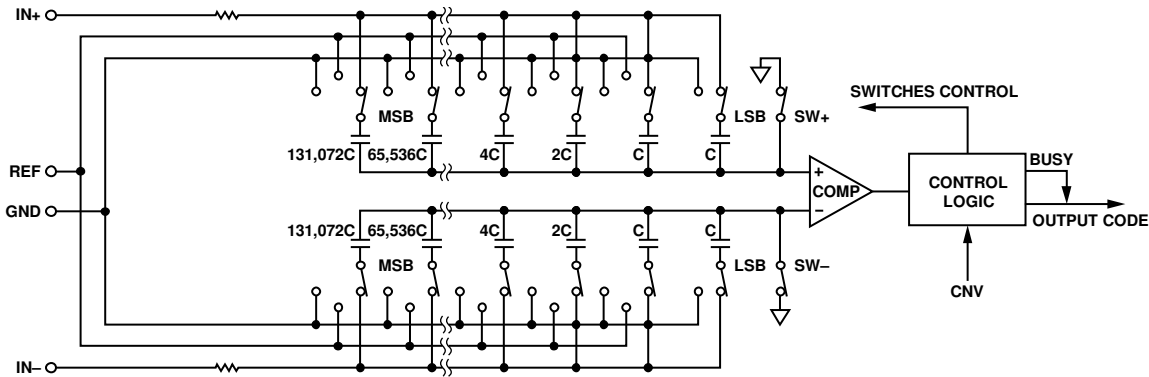 IN+
MSB
LSB
SW+
SWITCHES CONTROL
131,072C
65,536C
4C
2C
C
C
BUSY
REF
+
COMP
CONTROL
LOGIC
GND
−
OUTPUT CODE
131,072C
65,536C
4C
2C
C
C
MSB
LSB
SW−
CNV
IN−